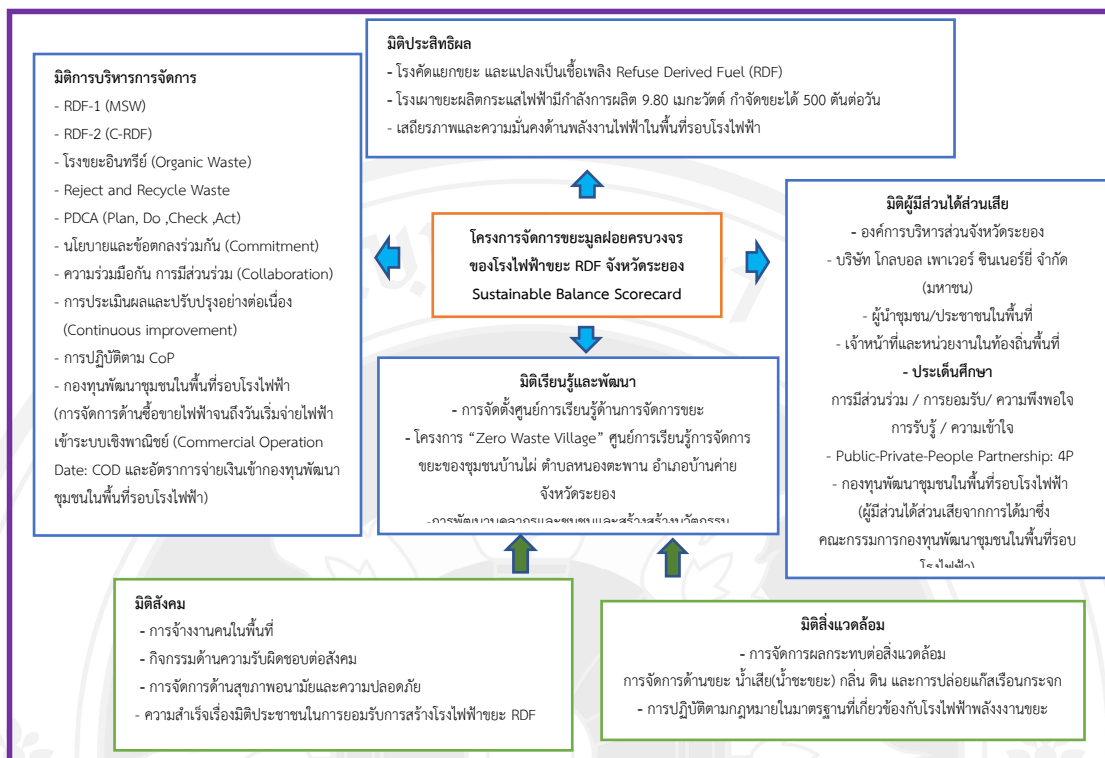 มิติประสิทธิผล
- โรงคัดแยกขยะ และแปลงเป็นเชื้อเพลิง Refuse Derived Fuel (RDF)
- โรงเผาขยะผลิตกระแสไฟฟ้ามีกำลังการผลิต 9.80 เมกะวัตต์ กำจัดขยะได้ 500 ตันต่อวัน
- เสถียรภาพและความมั่นคงด้านพลังงานไฟฟ้าในพื้นที่รอบโรงไฟฟ้า
มิติการบริหารการจัดการ
- RDF-1 (MSW)
- RDF-2 (C-RDF)
- โรงขยะอินทรีย์ (Organic Waste)
- Reject and Recycle Waste
- PDCA (Plan, Do ,Check ,Act)
- นโยบายและข้อตกลงร่วมกัน (Commitment)
- ความร่วมมือกัน การมีส่วนร่วม (Collaboration)
- การประเมินผลและปรับปรุงอย่างต่อเนื่อง
(Continuous improvement)
- การปฏิบัติตาม CoP
- กองทุนพัฒนาชุมชนในพื้นที่รอบโรงไฟฟ้า
(การจัดการด้านซื้อขายไฟฟ้าจนถึงวันเริ่มจ่ายไฟฟ้า
เข้าระบบเชิงพาณิชย์ (Commercial Operation
Date: COD และอัตราการจ่ายเงินเข้ากองทุนพัฒนา
ชุมชนในพื้นที่รอบโรงไฟฟ้า)
โครงการจัดการขยะมูลฝอยครบวงจร
ของโรงไฟฟ้าขยะ RDF จังหวัดระยอง
Sustainable Balance Scorecard
มิติผู้มีส่วนได้ส่วนเสีย
- องค์การบริหารส่วนจังหวัดระยอง
- บริษัท โกลบอล เพาเวอร์ ซินเนอร์ยี่ จำกัด
(มหาชน)
- ผู้นำชุมชน/ประชาชนในพื้นที่
- เจ้าหน้าที่และหน่วยงานในท้องถิ่นพื้นที่
- ประเด็นศึกษา
การมีส่วนร่วม / การยอมรับ/ ความพึงพอใจ
การรับรู้ / ความเข้าใจ
- Public-Private-People Partnership: 4P
- กองทุนพัฒนาชุมชนในพื้นที่รอบโรงไฟฟ้า
(ผู้มีส่วนได้ส่วนเสียจากการได้มาซึ่ง
คณะกรรมการกองทุนพัฒนาชุมชนในพื้นที่รอบ
โรงไฟฟ้า)
มิติเรียนรู้และพัฒนา
- การจัดตั้งศูนย์การเรียนรู้ด้านการจัดการขยะ
- โครงการ “Zero Waste Village” ศูนย์การเรียนรู้การจัดการ
ขยะของชุมชนบ้านไผ่ ตำบลหนองตะพาน อำเภอบ้านค่าย
จังหวัดระยอง
-การพัฒนาบุคลากรและชุมชนและสร้างสร้างนวัตกรรม
มิติสังคม
- การจ้างงานคนในพื้นที่
- กิจกรรมด้านความรับผิดชอบต่อสังคม
- การจัดการด้านสุขภาพอนามัยและความปลอดภัย
- ความสำเร็จเรื่องมิติประชาชนในการยอมรับการสร้างโรงไฟฟ้าขยะ RDF
มิติสิ่งแวดล้อม
- การจัดการผลกระทบต่อสิ่งแวดล้อม
การจัดการด้านขยะ น้ำเสีย(น้ำชะขยะ) กลิ่น ดิน และการปล่อยแก๊สเรือนกระจก
- การปฏิบัติตามกฎหมายในมาตรฐานที่เกี่ยวข้องกับโรงไฟฟ้าพลังงงานขยะ